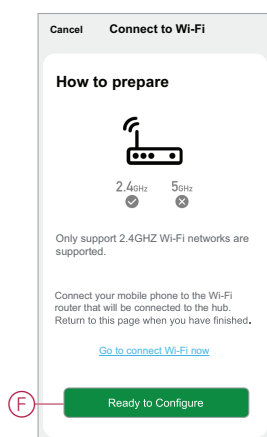 Cancel Connect to Wi-Fi
How to prepare
2.4GHz 5GHz
Only support 2.4GHZ Wi-Fi networks are
supported.
Connect your mobile phone to the Wi-Fi
router that will be connected to the hub.
Return to this page when you have finished.
Go to connect Wi-Fi now
F Ready to Configure